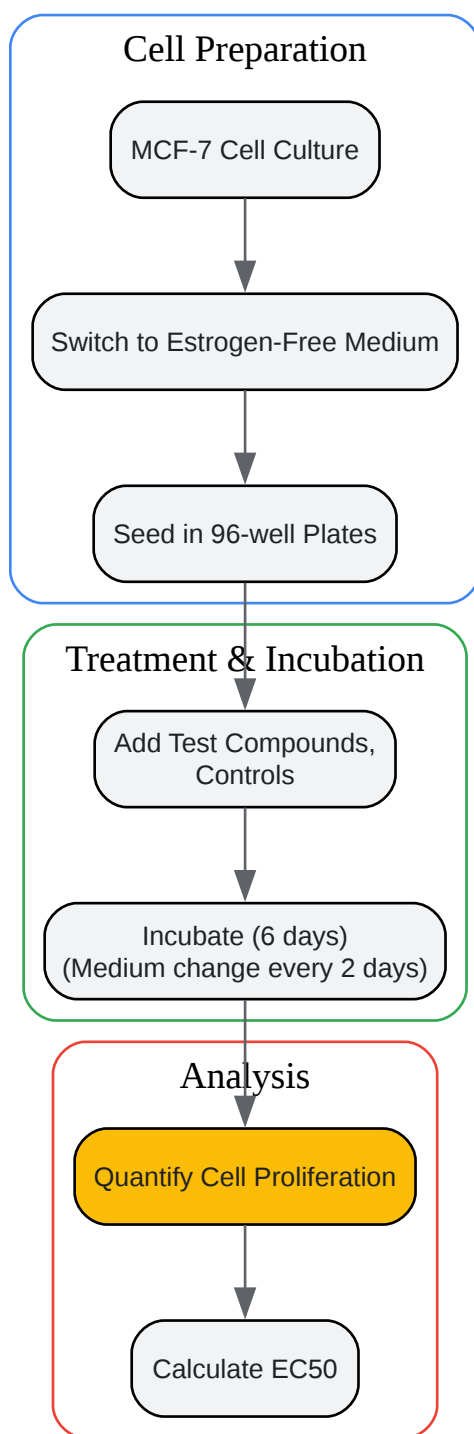 Cell Preparation
MCF-7 Cell Culture
Switch to Estrogen-Free Medium
Seed in 96-well Plates
Treatment & Incubation
Add Test Compounds,
Controls
Incubate (6 days)
(Medium change every 2 days)
Analysis
Quantify Cell Proliferation
Calculate EC50